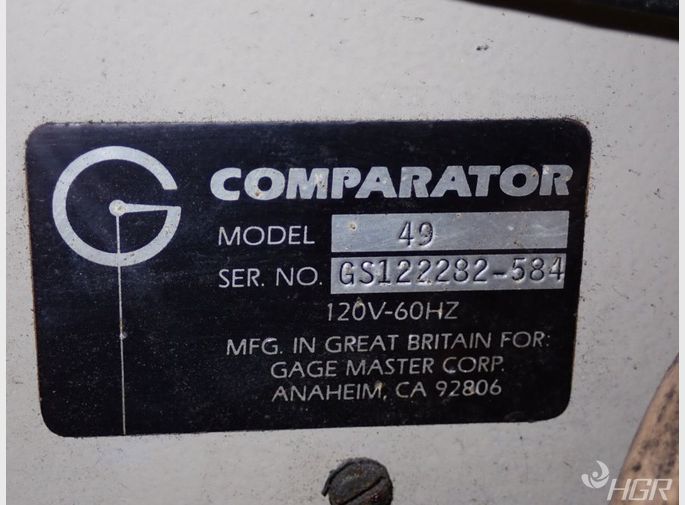 G COMPARATOR
MODEL 49
SER. NO. GS122282-584
120V-60HZ
MFG. IN GREAT BRITAIN FOR:
GAGE MASTER CORP.
ANAHEIM, CA 92806
HGR